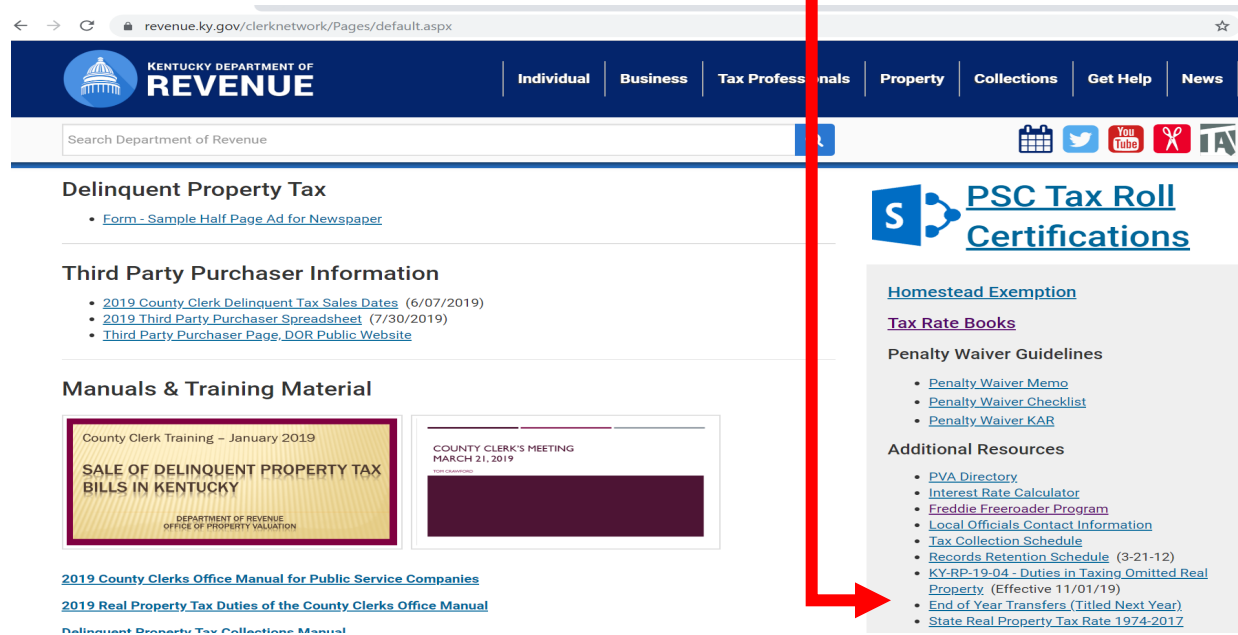 revenue.ky.gov/clerknetwork/Pages/default.aspx
KENTUCKY DEPARTMENT OF
REVENUE
Individual
Business
Tax Professionals
Property
Collections
Get Help
News
Search Department of Revenue
You
Tube
Delinquent Property Tax
• Form - Sample Half Page Ad for Newspaper
Third Party Purchaser Information
• 2019 County Clerk Delinquent Tax Sales Dates (6/07/2019)
• 2019 Third Party Purchaser Spreadsheet (7/30/2019)
• Third Party Purchaser Page, DOR Public Website
Manuals & Training Material
County Clerk Training – January 2019
SALE OF DELINQUENT PROPERTY TAX
BILLS IN KENTUCKY
DEPARTMENT OF REVENUE
OFFICE OF PROPERTY VALUATION
COUNTY CLERK'S MEETING
MARCH 21, 2019
TOM CRAWFORD
2019 County Clerks Office Manual for Public Service Companies
2019 Real Property Tax Duties of the County Clerks Office Manual
Delinquent Property Tax Collections Manual
S
PSC Tax Roll
Certifications
Homestead Exemption
Tax Rate Books
Penalty Waiver Guidelines
• Penalty Waiver Memo
• Penalty Waiver Checklist
• Penalty Waiver KAR
Additional Resources
• PVA Directory
• Interest Rate Calculator
• Freddie Freeroader Program
• Local Officials Contact Information
• Tax Collection Schedule
• Records Retention Schedule (3-21-12)
• KY-RP-19-04 - Duties in Taxing Omitted Real
Property (Effective 11/01/19)
• End of Year Transfers (Titled Next Year)
• State Real Property Tax Rate 1974-2017